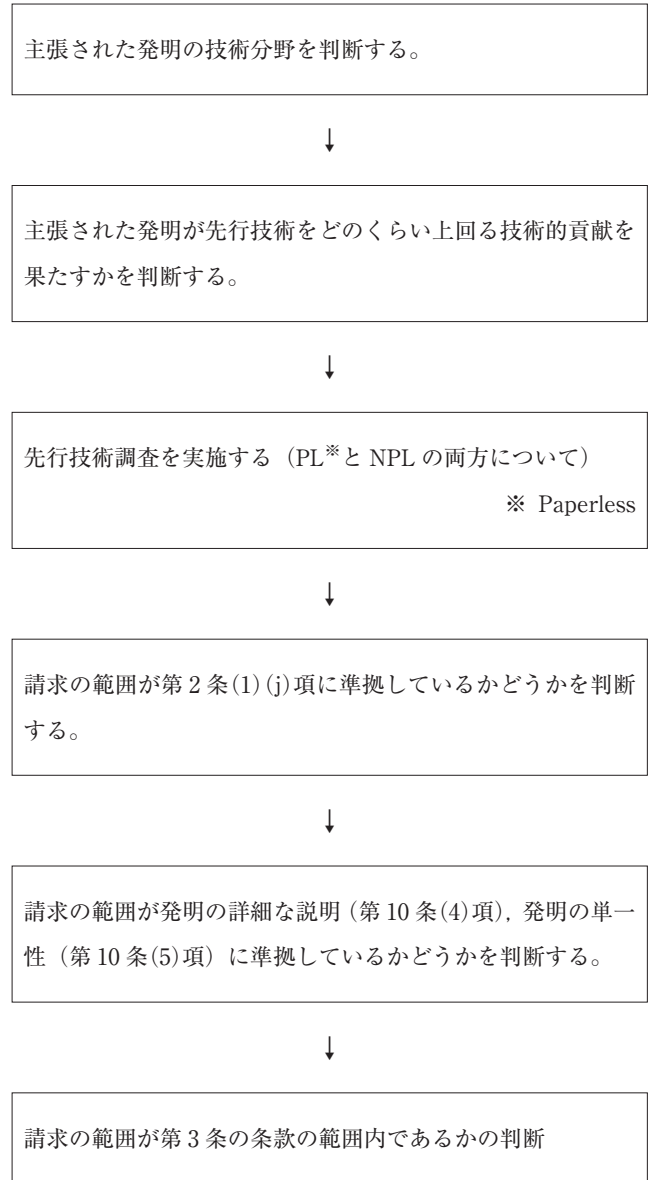 主張された発明の技術分野を判断する。
↓
主張された発明が先行技術をどのくらい上回る技術的貢献を
果たすかを判断する。
↓
先行技術調査を実施する（PL※と NPL の両方について）
※ Paperless
↓
請求の範囲が第 2 条(1)(j)項に準拠しているかどうかを判断
する。
↓
請求の範囲が発明の詳細な説明（第 10 条(4)項），発明の単一
性（第 10 条(5)項）に準拠しているかどうかを判断する。
↓
請求の範囲が第 3 条の条款の範囲内であるかの判断